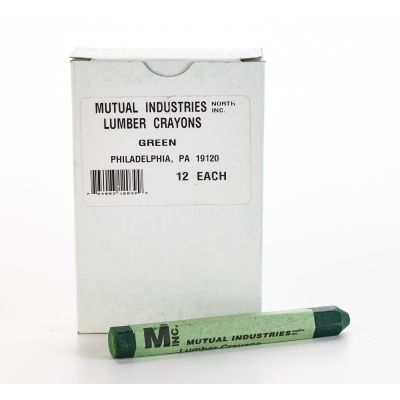 MUTUAL INDUSTRIES NORTH INC.
LUMBER CRAYONS
GREEN
PHILADELPHIA, PA 19120
12 EACH
M INC.
MUTUAL INDUSTRIES
Lumber Crayons